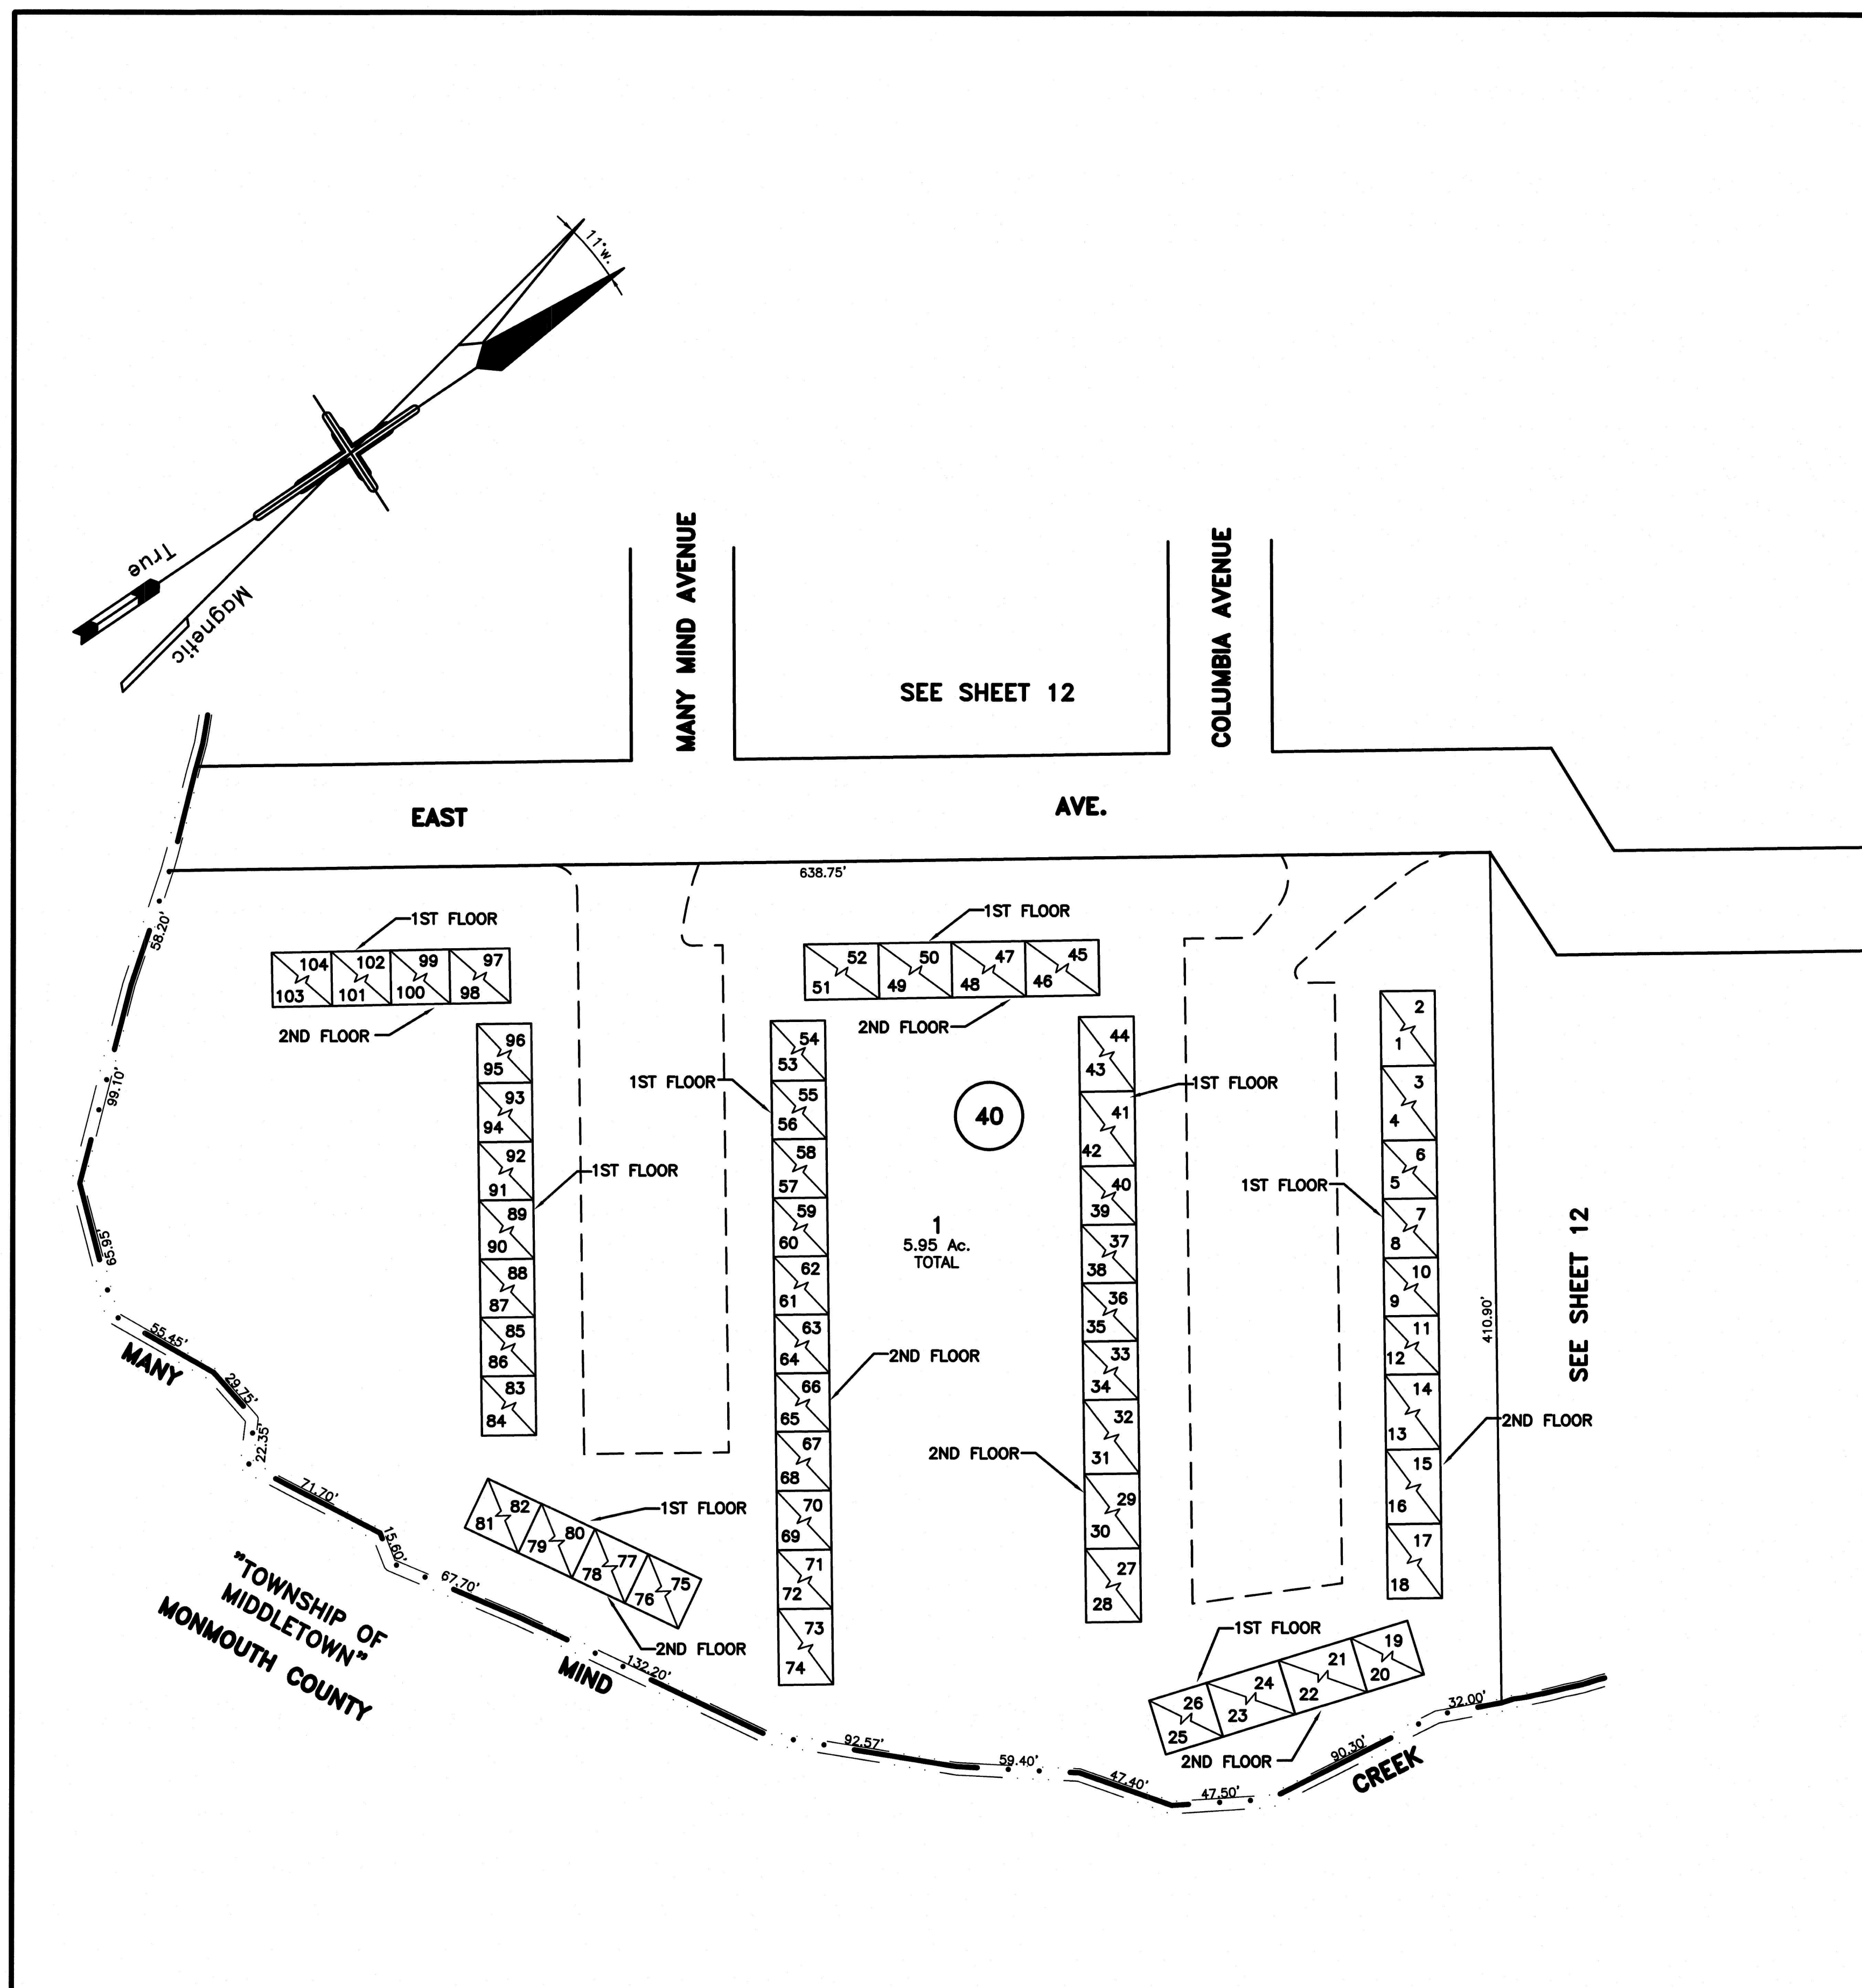 11°w.
True
Magnetic
MANY MIND AVENUE
COLUMBIA AVENUE
SEE SHEET 12
EAST AVE.
638.75'
58.20'
99.10'
65.95'
55.45'
29.75'
22.35'
71.70'
15.60'
67.70'
132.20'
92.57'
59.40'
47.40'
47.50'
90.30'
32.00'
410.90'
MANY
MIND
CREEK
"TOWNSHIP OF
MIDDLETOWN"
MONMOUTH COUNTY
SEE SHEET 12
1ST FLOOR
104 102 99 97
103 101 100 98
2ND FLOOR
1ST FLOOR
52 50 47 45
51 49 48 46
2ND FLOOR
96
95
93
94
92
91
1ST FLOOR
89
90
88
87
85
86
83
84
54
53
1ST FLOOR
55
56
58
57
59
60
62
61
63
64
2ND FLOOR
66
65
67
68
70
69
71
72
73
74
40
1
5.95 Ac.
TOTAL
44
43
1ST FLOOR
41
42
40
39
37
38
36
35
33
34
32
31
2ND FLOOR
29
30
27
28
2
1
3
4
6
5
1ST FLOOR
7
8
10
9
11
12
14
13
2ND FLOOR
15
16
17
18
1ST FLOOR
82 80 77 75
81 79 78 76
2ND FLOOR
1ST FLOOR
26 24 21 19
25 23 22 20
2ND FLOOR